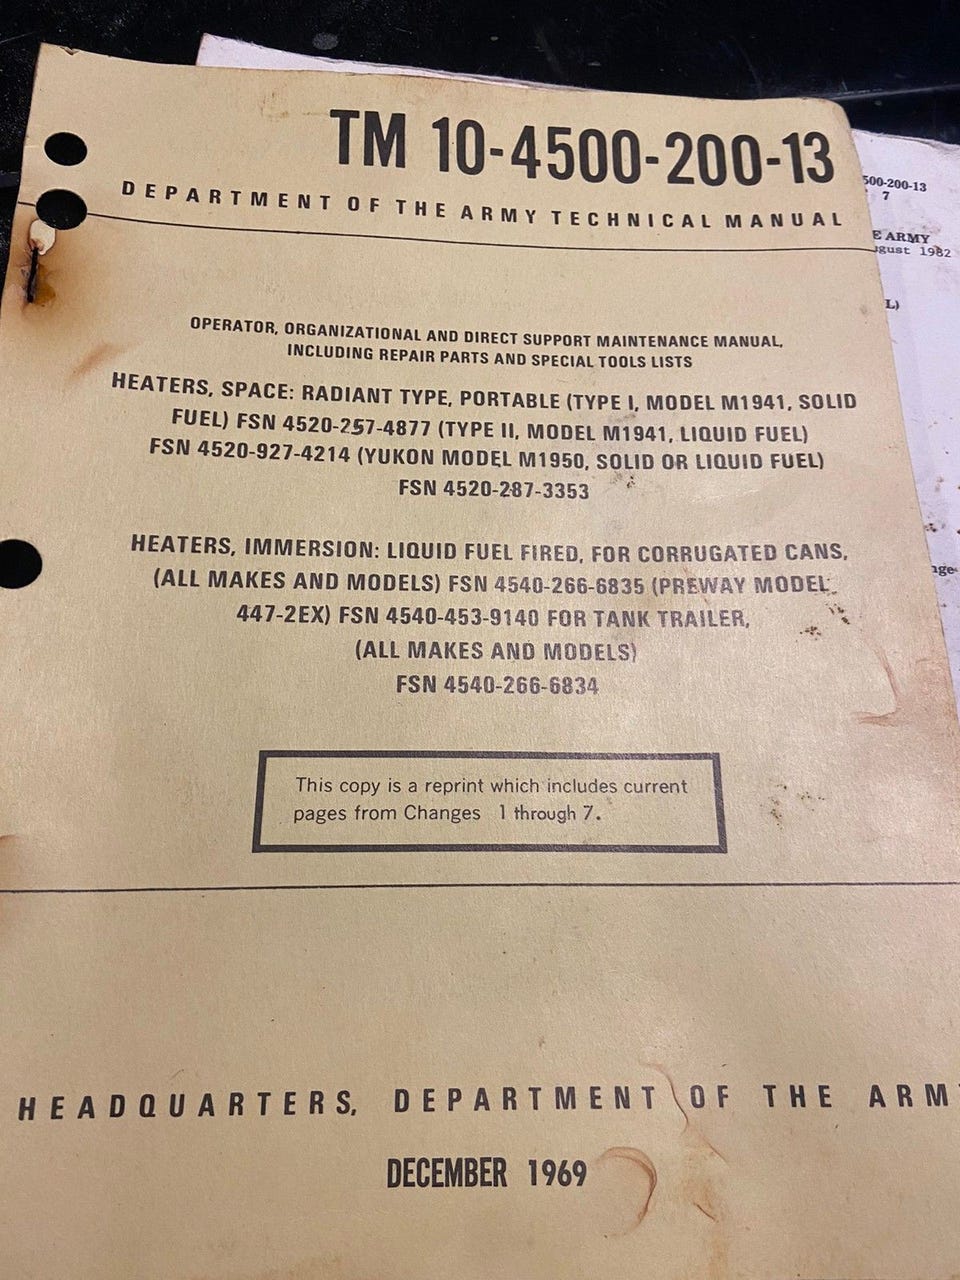 TM 10-4500-200-13
DEPARTMENT OF THE ARMY TECHNICAL MANUAL
OPERATOR, ORGANIZATIONAL AND DIRECT SUPPORT MAINTENANCE MANUAL,
INCLUDING REPAIR PARTS AND SPECIAL TOOLS LISTS
HEATERS, SPACE: RADIANT TYPE, PORTABLE (TYPE I, MODEL M1941, SOLID
FUEL) FSN 4520-257-4877 (TYPE II, MODEL M1941, LIQUID FUEL)
FSN 4520-927-4214 (YUKON MODEL M1950, SOLID OR LIQUID FUEL)
FSN 4520-287-3353
HEATERS, IMMERSION: LIQUID FUEL FIRED, FOR CORRUGATED CANS,
(ALL MAKES AND MODELS) FSN 4540-266-6835 (PREWAY MODEL
447-2EX) FSN 4540-453-9140 FOR TANK TRAILER,
(ALL MAKES AND MODELS)
FSN 4540-266-6834
This copy is a reprint which includes current
pages from Changes 1 through 7.
HEADQUARTERS, DEPARTMENT OF THE ARM
DECEMBER 1969
500-200-13
7
E ARMY
ugust 1982
L)
nge